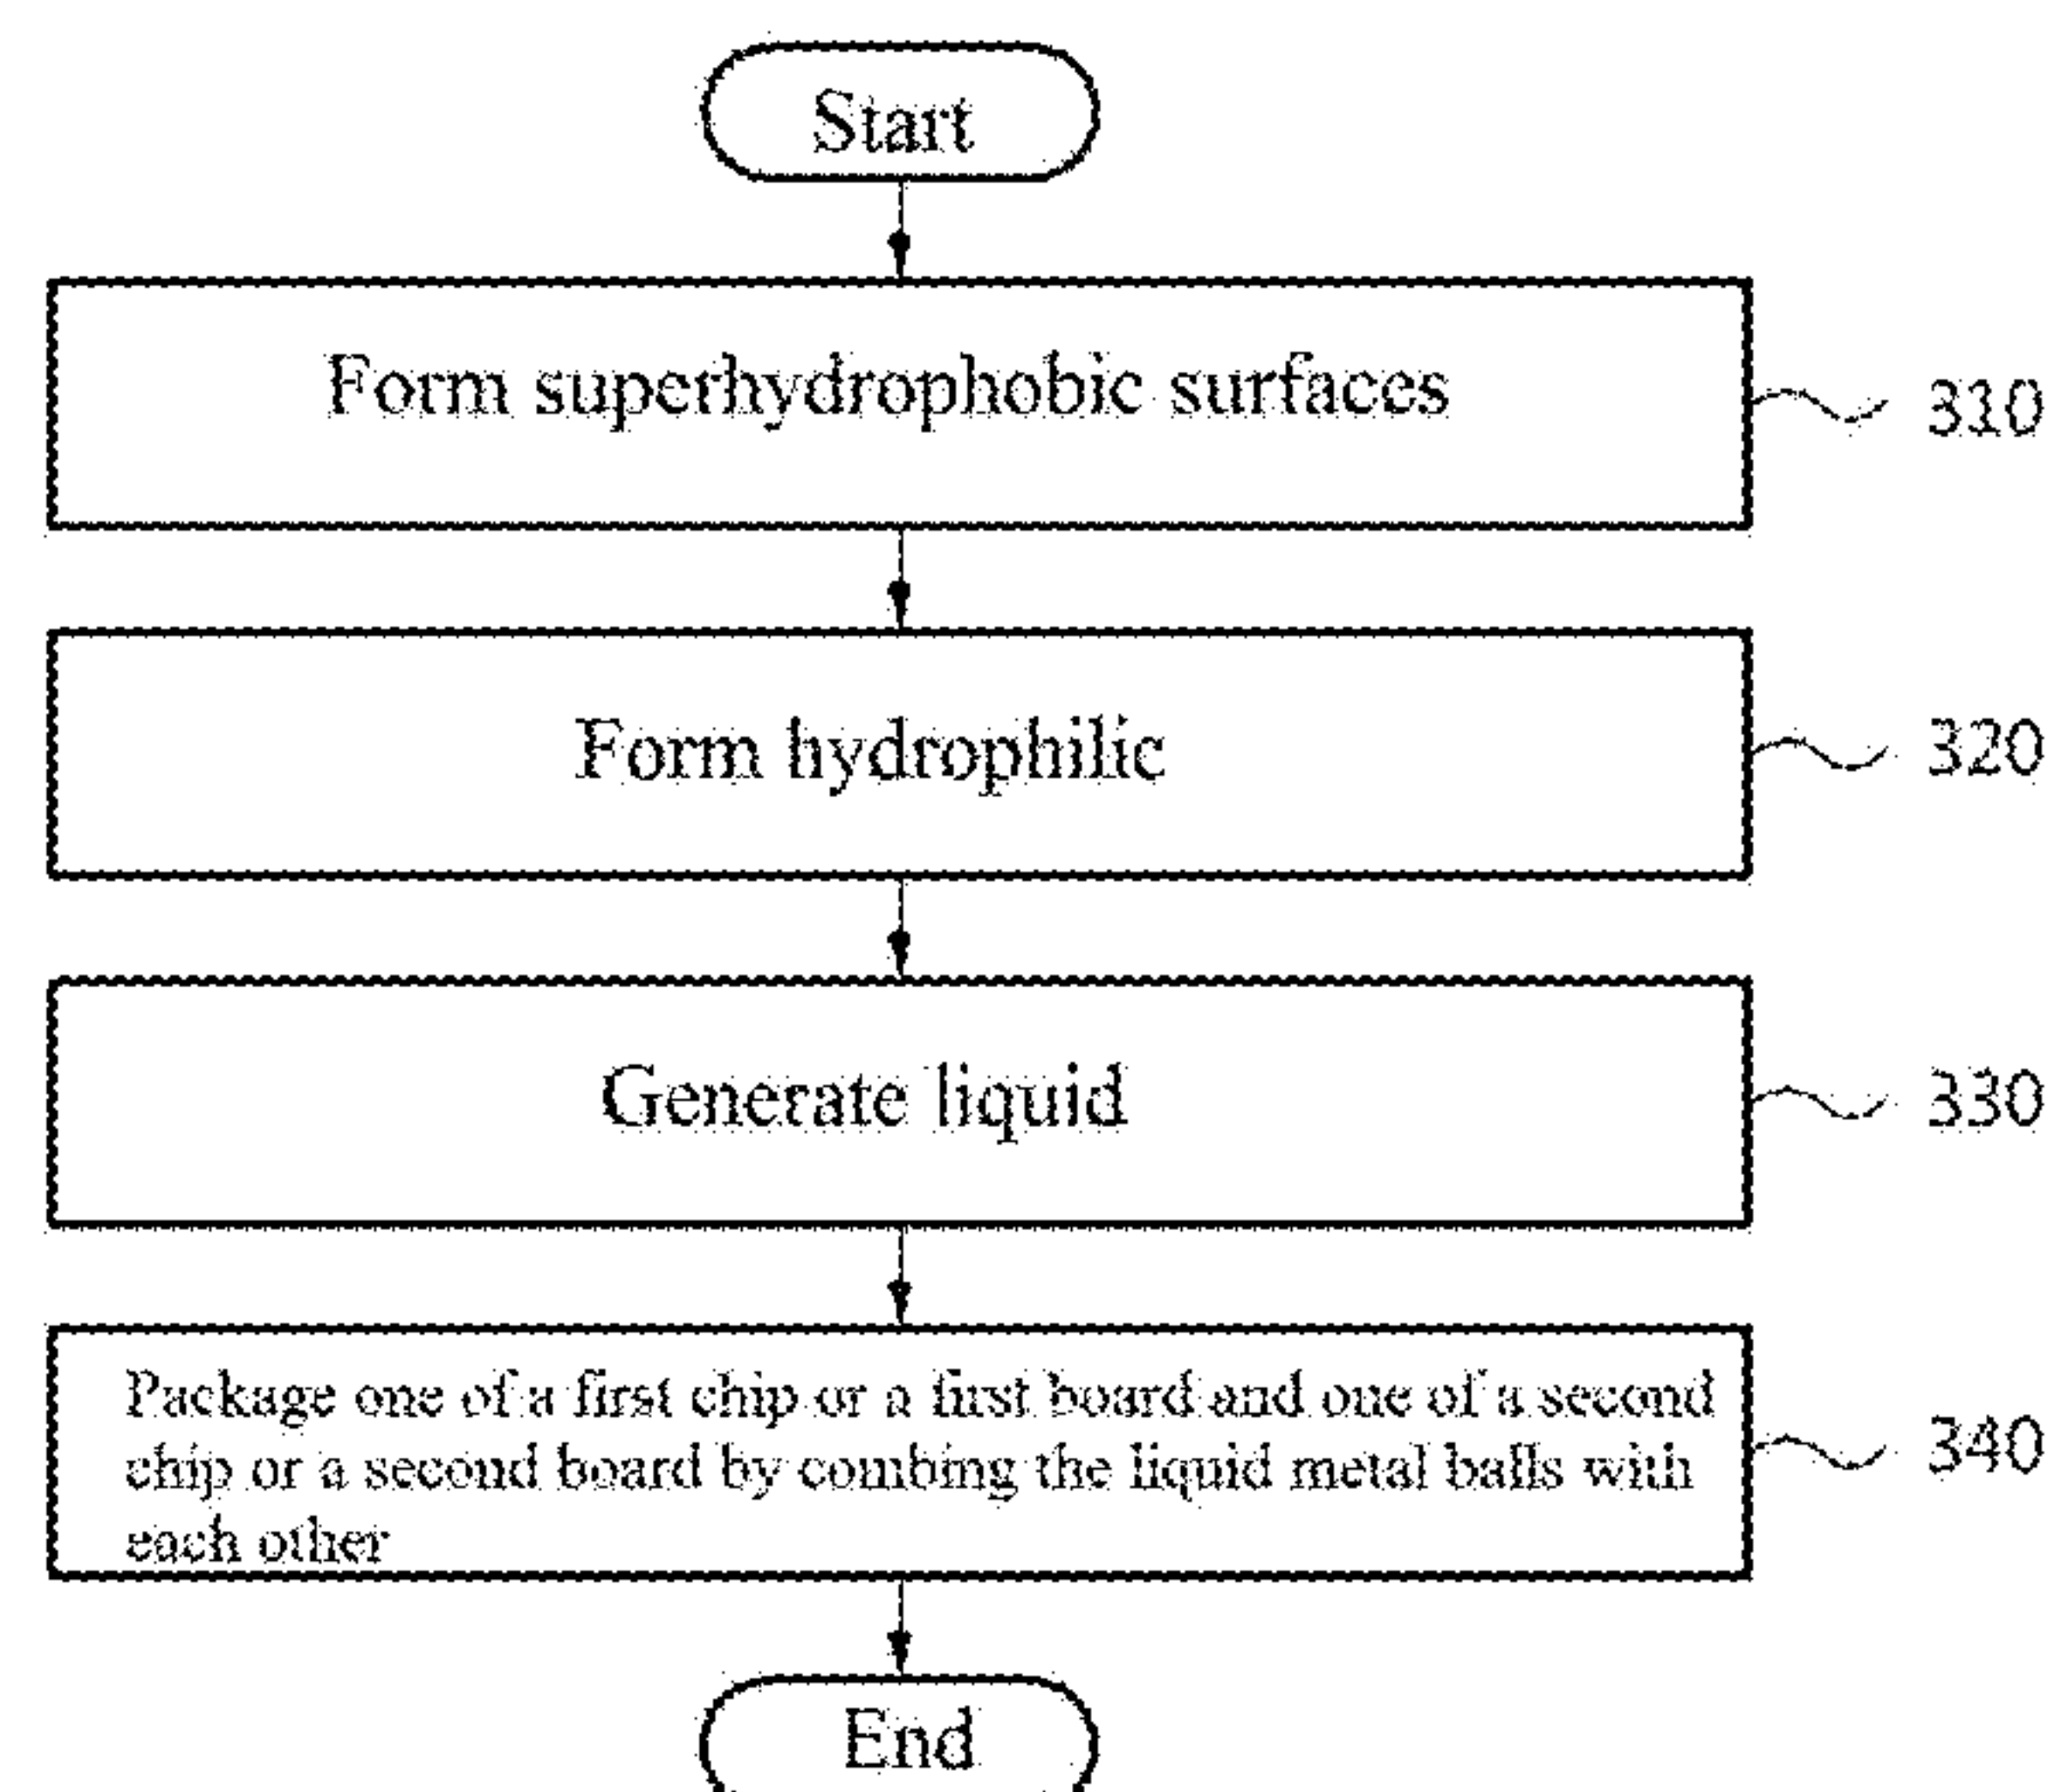 Start
Form superhydrophobic surfaces
310
Form hydrophilic
320
Generate liquid
330
Package one of a first chip or a first board and one of a second
chip or a second board by combing the liquid metal balls with
each other
340
End